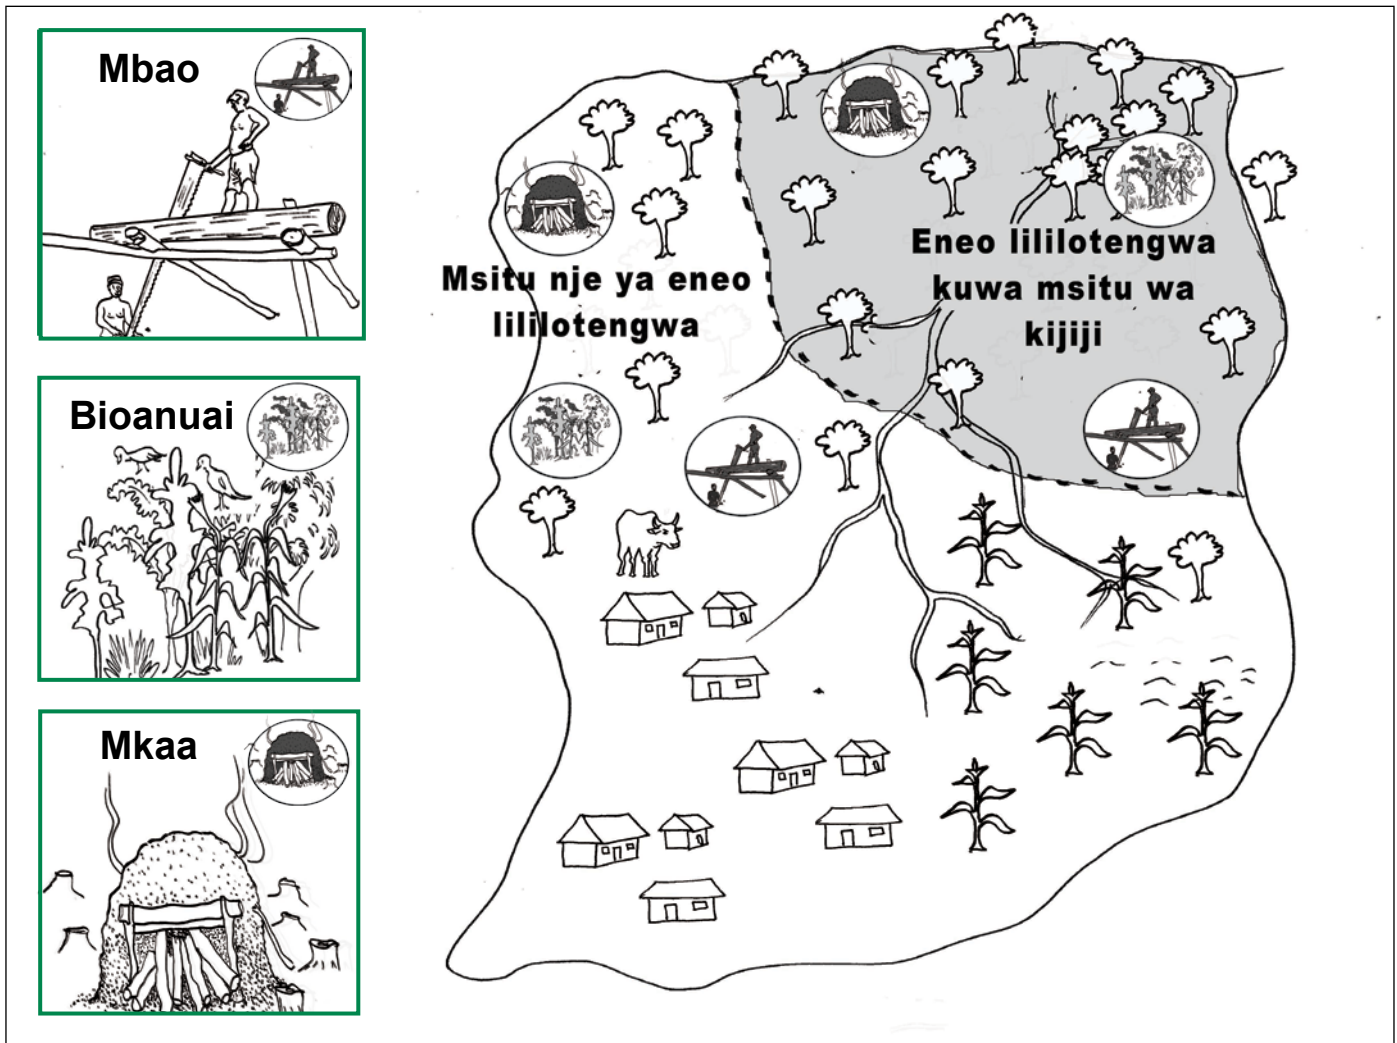 Mbao
Bioanuai
Mkaa
Msitu nje ya eneo
lililotengwa
Eneo lililotengwa
kuwa msitu wa
kijiji